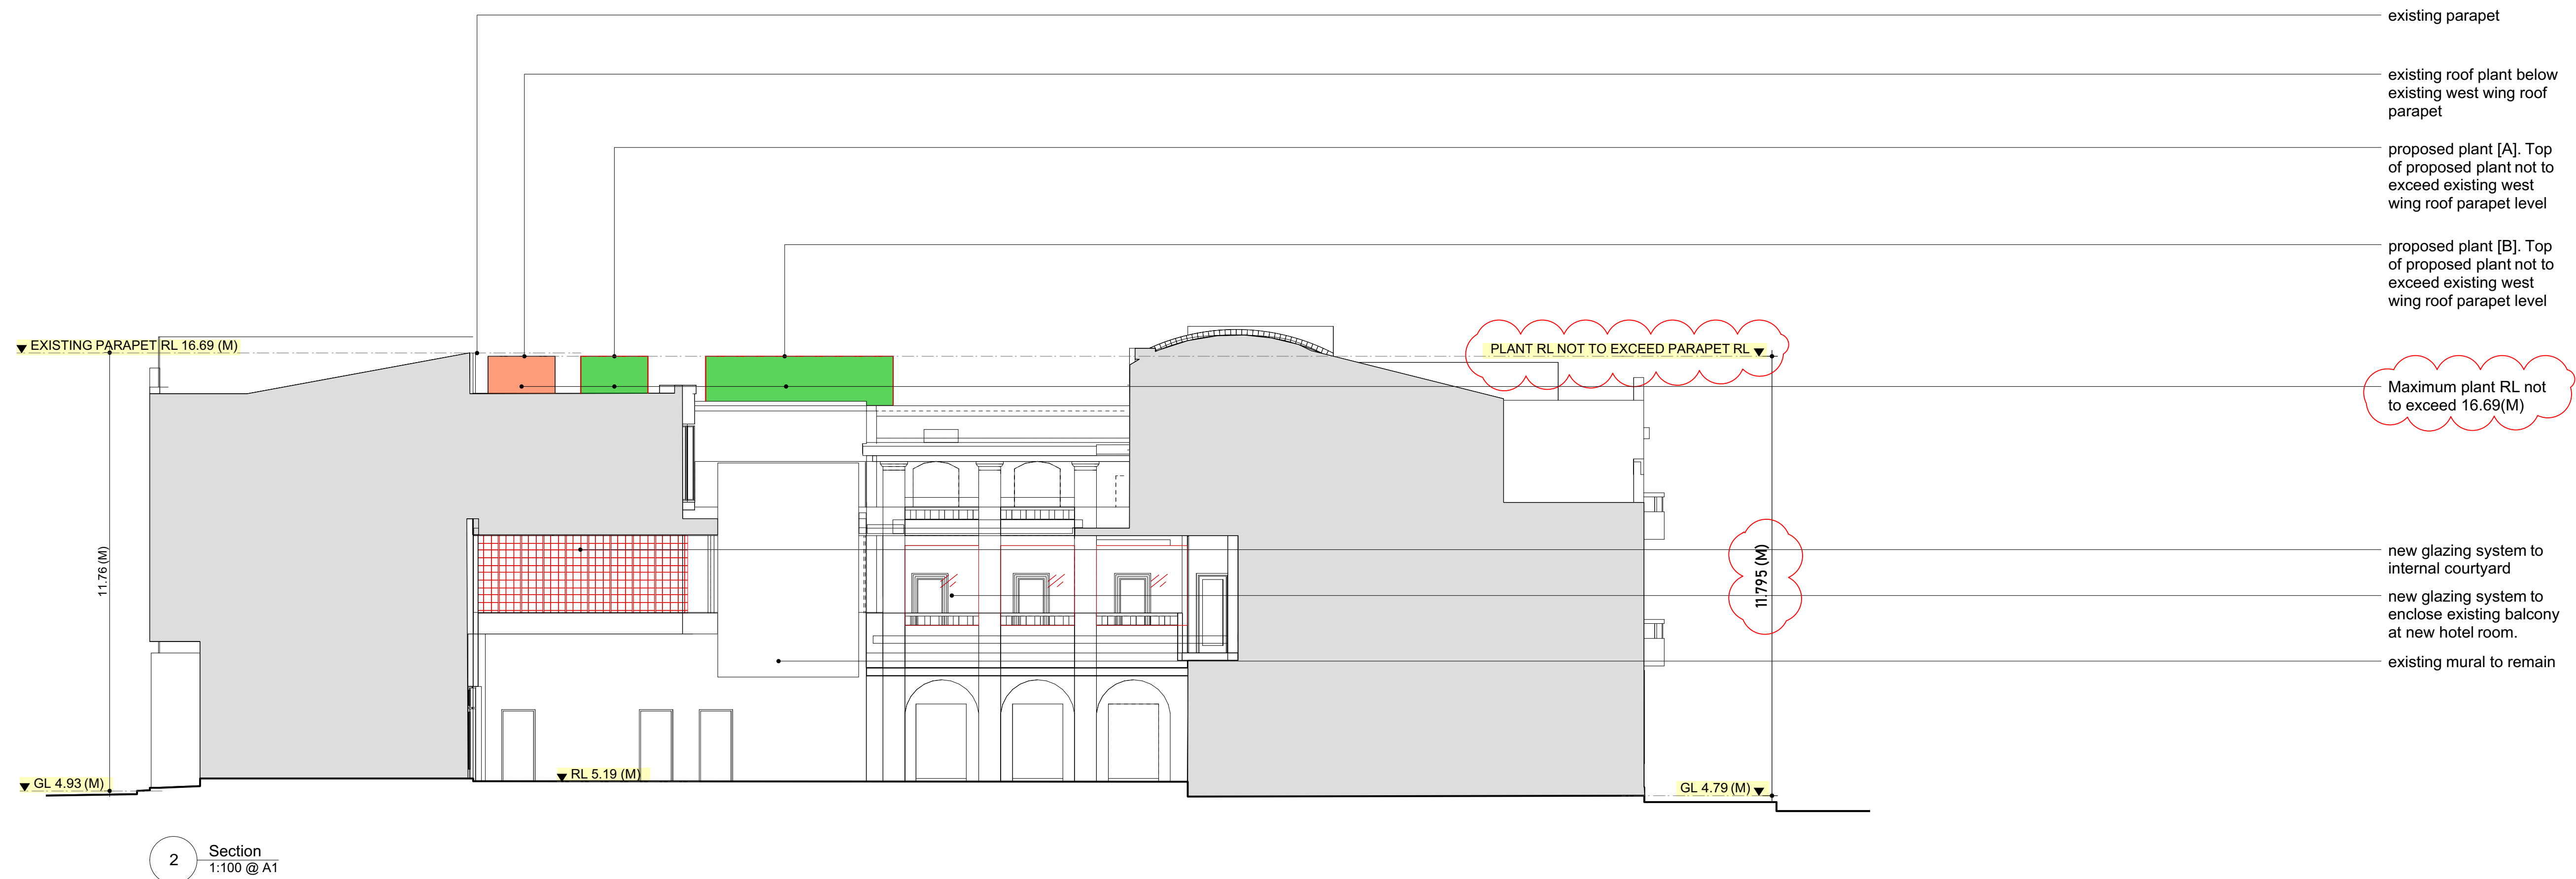 existing parapet
existing roof plant below
existing west wing roof
parapet
proposed plant [A]. Top
of proposed plant not to
exceed existing west
wing roof parapet level
proposed plant [B]. Top
of proposed plant not to
exceed existing west
wing roof parapet level
EXISTING PARAPET RL 16.69 (M)
PLANT RL NOT TO EXCEED PARAPET RL
Maximum plant RL not
to exceed 16.69(M)
11.76 (M)
11.795 (M)
new glazing system to
internal courtyard
new glazing system to
enclose existing balcony
at new hotel room.
existing mural to remain
GL 4.93 (M)
RL 5.19 (M)
GL 4.79 (M)
2
Section
1:100 @ A1